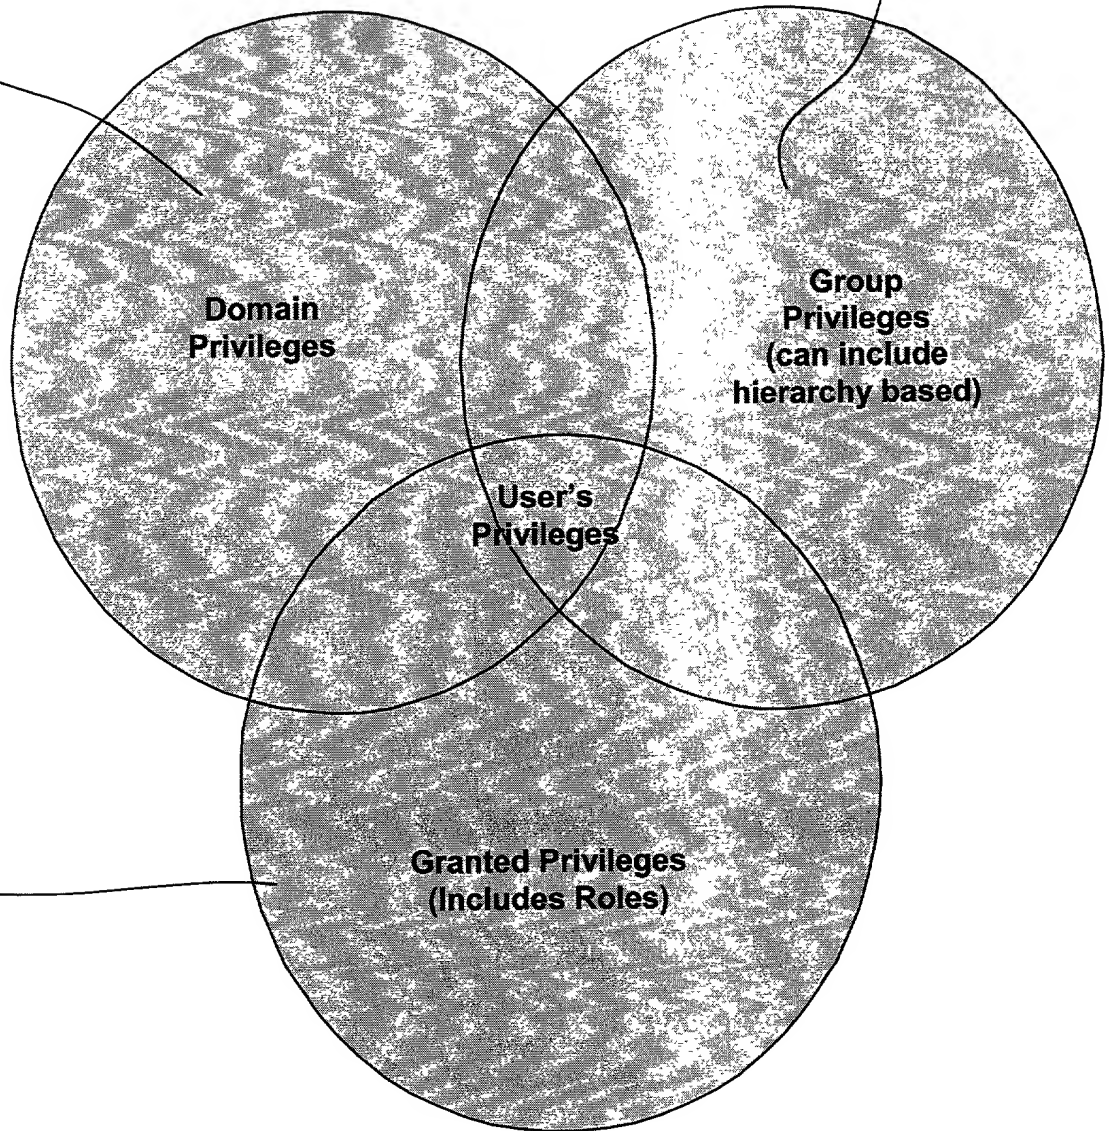 Domain
Privileges
Group
Privileges
(can include
hierarchy based)
User's
Privileges
Granted Privileges
(Includes Roles)